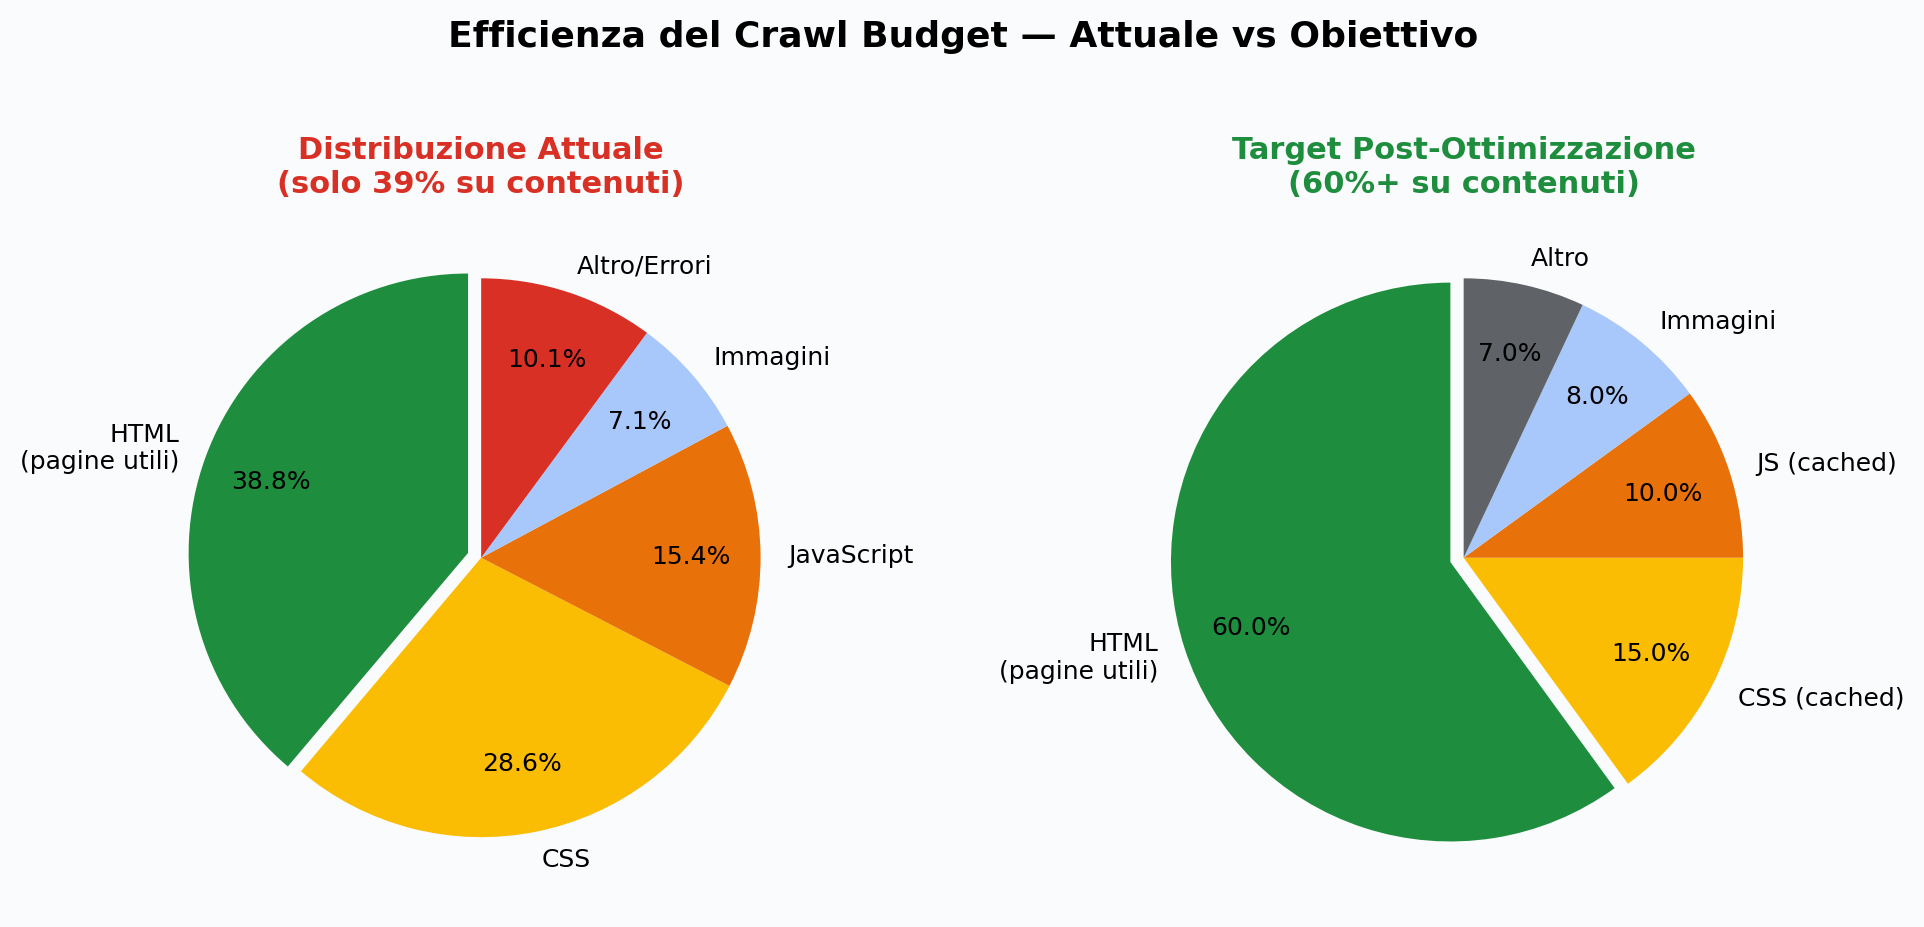 Efficienza del Crawl Budget — Attuale vs Obiettivo
Distribuzione Attuale
(solo 39% su contenuti)
Altro/Errori
10.1%
Immagini
7.1%
HTML
(pagine utili)
38.8%
15.4%
JavaScript
28.6%
CSS
Target Post-Ottimizzazione
(60%+ su contenuti)
Altro
7.0%
Immagini
8.0%
JS (cached)
10.0%
60.0%
HTML
(pagine utili)
15.0%
CSS (cached)